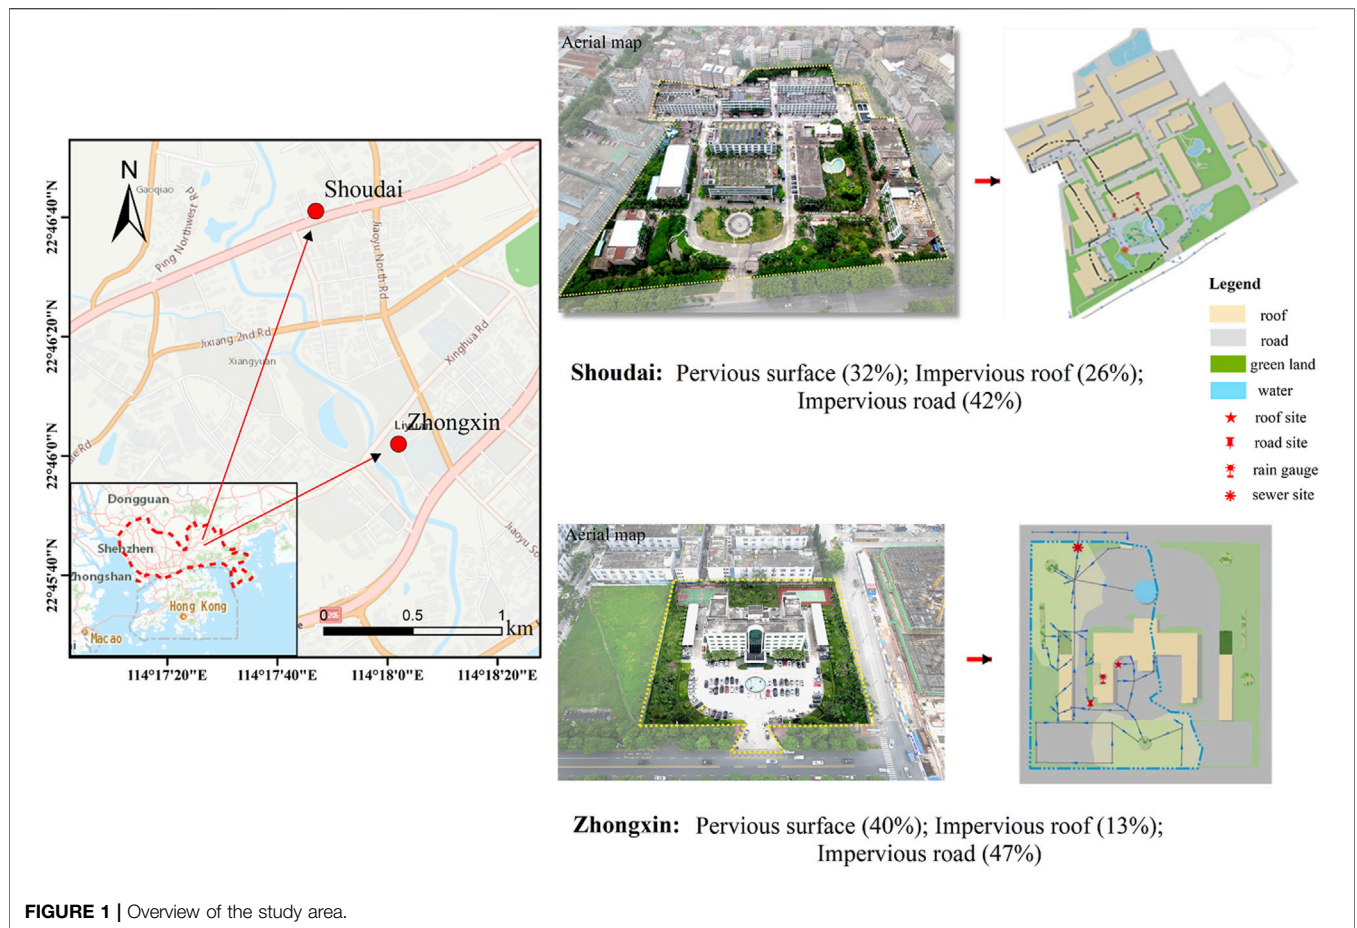 Aerial map
N
Shoudai
Gaoqiao
Ping Northwest Rd
Jiaoyu North Rd
22°46'40"N
22°46'20"N
22°46'0"N
22°45'40"N
Jixiang 2nd Rd
Xiangyuan
Xinghua Rd
Zhongxin
Jiaoyu So
Dongguan
Shenzhen
Zhongshan
Hong Kong
Macao
0 0.5 1
km
114°17'20"E 114°17'40"E 114°18'0"E 114°18'20"E
Legend
roof
road
green land
water
roof site
road site
rain gauge
sewer site
Shoudai: Pervious surface (32%); Impervious roof (26%);
Impervious road (42%)
Aerial map
Zhongxin: Pervious surface (40%); Impervious roof (13%);
Impervious road (47%)
FIGURE 1 | Overview of the study area.